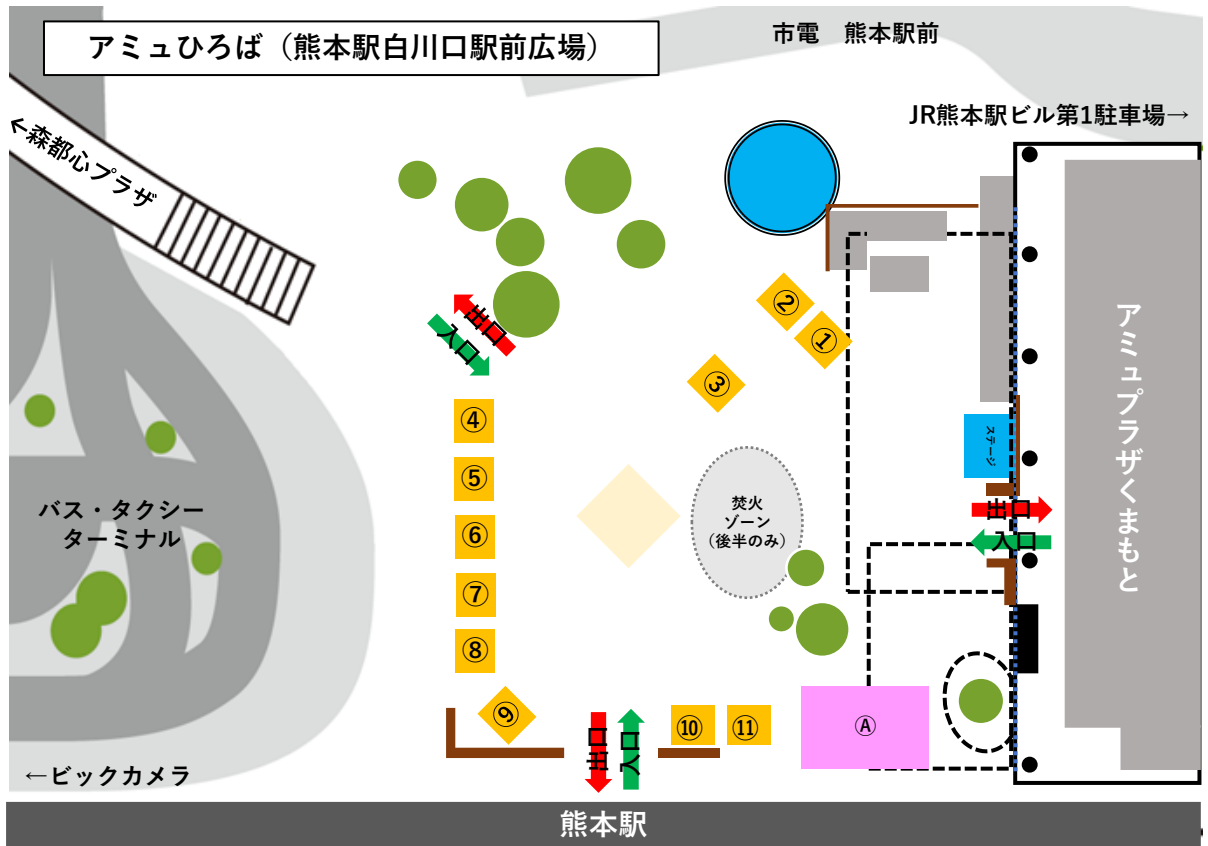 アミュひろば（熊本駅白川口駅前広場）
市電　熊本駅前
JR熊本駅ビル第1駐車場→
←森都心プラザ
出口
入口
②
①
③
④
⑤
⑥
⑦
⑧
⑨
⑩
⑪
Ⓐ
焚火
ゾーン
（後半のみ）
ステージ
出口
入口
アミュプラザくまもと
バス・タクシー
ターミナル
出口
入口
←ビックカメラ
熊本駅